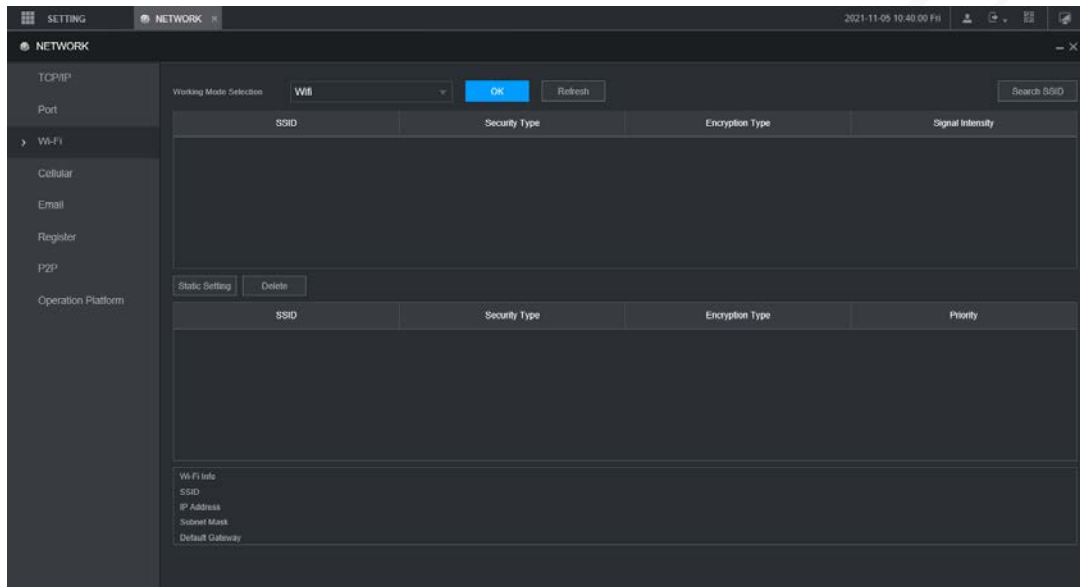 SETTING NETWORK × 2021-11-05 10:40:00 Fri
NETWORK
TCP/IP
Working Mode Selection Wifi OK Refresh Search SSID
Port
SSID Security Type Encryption Type Signal Intensity
Wi-Fi
Cellular
Email
Register
P2P
Static Setting Delete
Operation Platform
SSID Security Type Encryption Type Priority
Wi-Fi Info
SSID
IP Address
Subnet Mask
Default Gateway